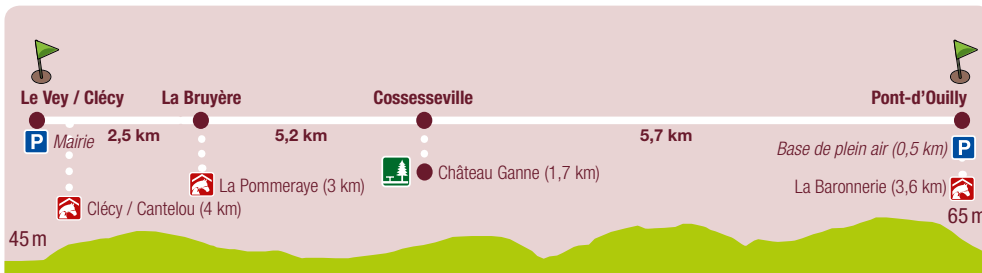 Le Vey / Clécy
La Bruyère
Cossesseville
Pont-d'Ouilly
P Mairie
2,5 km
5,2 km
5,7 km
Base de plein air (0,5 km) P
Château Ganne (1,7 km)
La Pommeraye (3 km)
La Baronnerie (3,6 km)
Clécy / Cantelou (4 km)
65 m
45 m